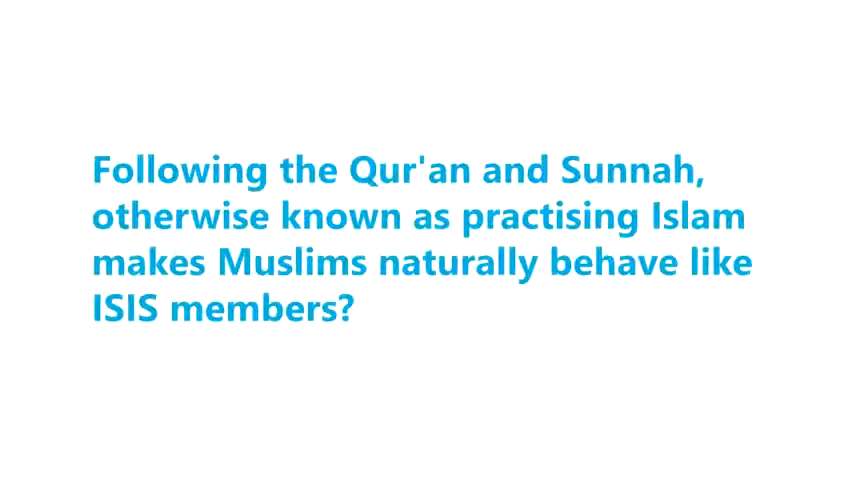 Following the Qur'an and Sunnah,
otherwise known as practising Islam
makes Muslims naturally behave like
ISIS members?